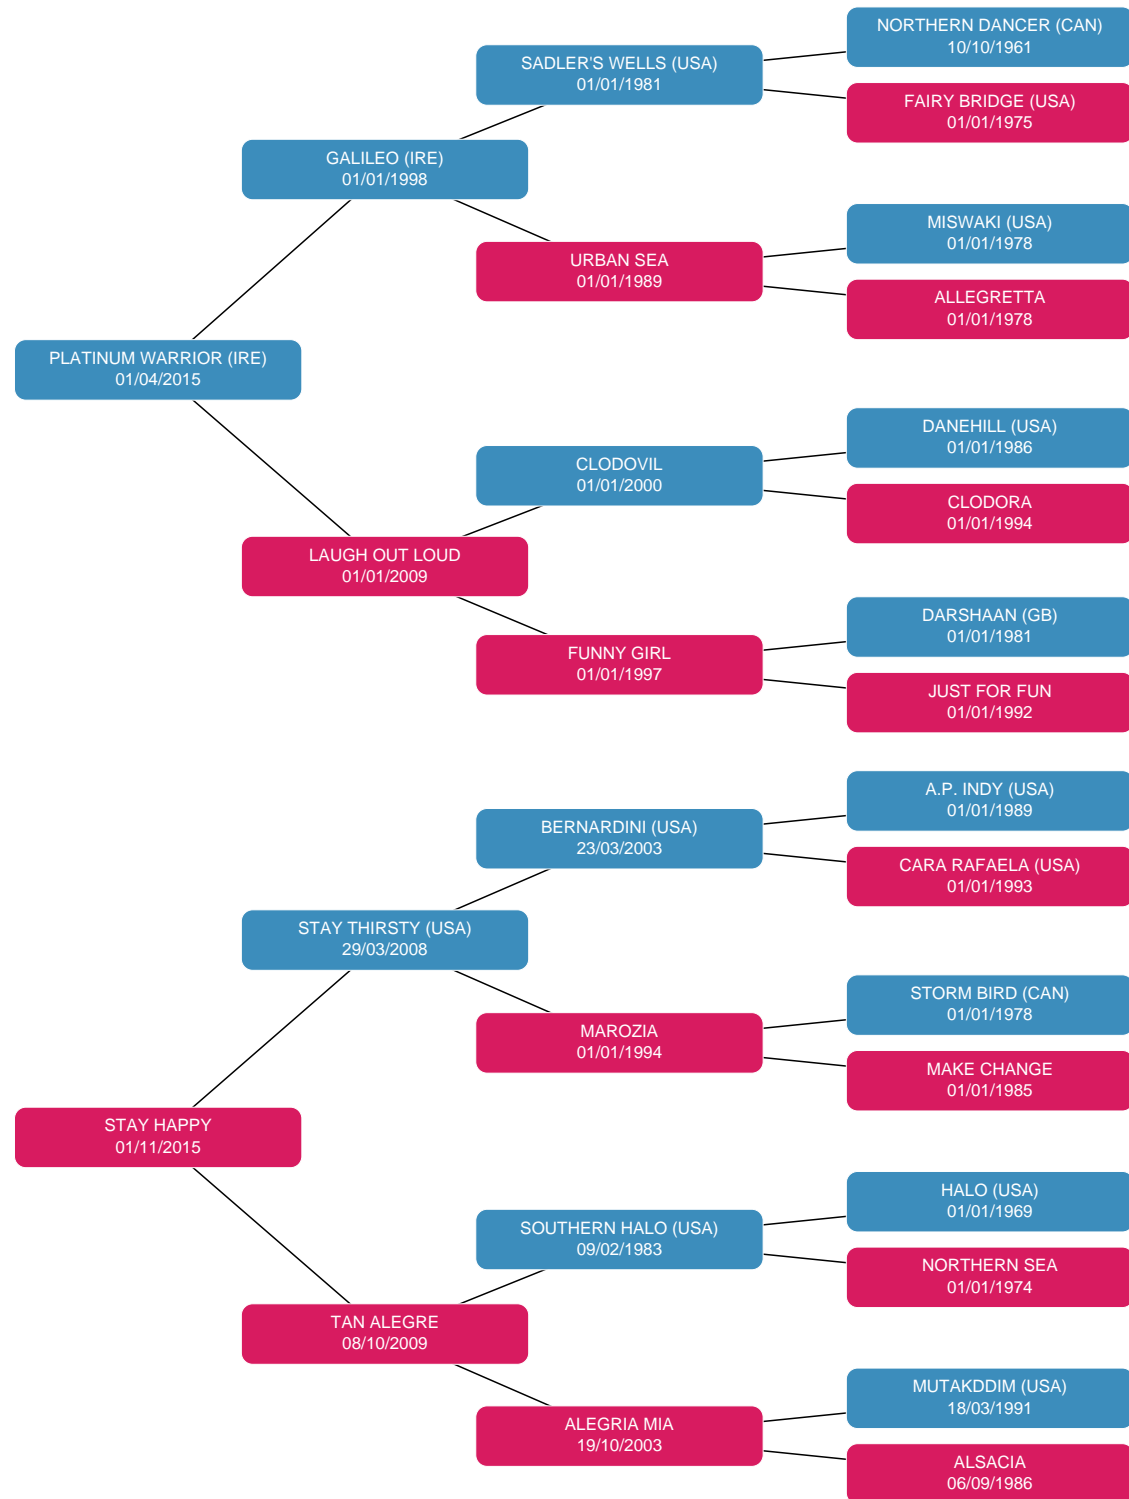 NORTHERN DANCER (CAN)
10/10/1961
SADLER'S WELLS (USA)
01/01/1981
FAIRY BRIDGE (USA)
01/01/1975
GALILEO (IRE)
01/01/1998
MISWAKI (USA)
01/01/1978
URBAN SEA
01/01/1989
ALLEGRETTA
01/01/1978
PLATINUM WARRIOR (IRE)
01/04/2015
DANEHILL (USA)
01/01/1986
CLODOVIL
01/01/2000
CLODORA
01/01/1994
LAUGH OUT LOUD
01/01/2009
DARSHAAN (GB)
01/01/1981
FUNNY GIRL
01/01/1997
JUST FOR FUN
01/01/1992
A.P. INDY (USA)
01/01/1989
BERNARDINI (USA)
23/03/2003
CARA RAFAELA (USA)
01/01/1993
STAY THIRSTY (USA)
29/03/2008
STORM BIRD (CAN)
01/01/1978
MAROZIA
01/01/1994
MAKE CHANGE
01/01/1985
STAY HAPPY
01/11/2015
HALO (USA)
01/01/1969
SOUTHERN HALO (USA)
09/02/1983
NORTHERN SEA
01/01/1974
TAN ALEGRE
08/10/2009
MUTAKDDIM (USA)
18/03/1991
ALEGRIA MIA
19/10/2003
ALSACIA
06/09/1986